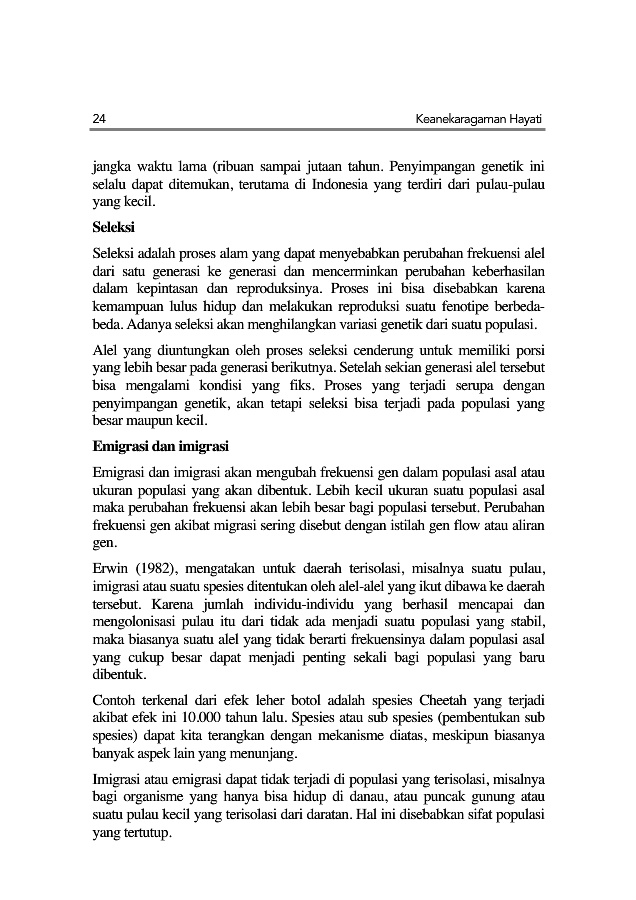 24 Keanekaragaman Hayati
jangka waktu lama (ribuan sampai jutaan tahun. Penyimpangan genetik ini
selalu dapat ditemukan, terutama di Indonesia yang terdiri dari pulau-pulau
yang kecil.
Seleksi
Seleksi adalah proses alam yang dapat menyebabkan perubahan frekuensi alel
dari satu generasi ke generasi dan mencerminkan perubahan keberhasilan
dalam kepintasan dan reproduksinya. Proses ini bisa disebabkan karena
kemampuan lulus hidup dan melakukan reproduksi suatu fenotipe berbeda-
beda. Adanya seleksi akan menghilangkan variasi genetik dari suatu populasi.
Alel yang diuntungkan oleh proses seleksi cenderung untuk memiliki porsi
yang lebih besar pada generasi berikutnya. Setelah sekian generasi alel tersebut
bisa mengalami kondisi yang fiks. Proses yang terjadi serupa dengan
penyimpangan genetik, akan tetapi seleksi bisa terjadi pada populasi yang
besar maupun kecil.
Emigrasi dan imigrasi
Emigrasi dan imigrasi akan mengubah frekuensi gen dalam populasi asal atau
ukuran populasi yang akan dibentuk. Lebih kecil ukuran suatu populasi asal
maka perubahan frekuensi akan lebih besar bagi populasi tersebut. Perubahan
frekuensi gen akibat migrasi sering disebut dengan istilah gen flow atau aliran
gen.
Erwin (1982), mengatakan untuk daerah terisolasi, misalnya suatu pulau,
imigrasi atau suatu spesies ditentukan oleh alel-alel yang ikut dibawa ke daerah
tersebut. Karena jumlah individu-individu yang berhasil mencapai dan
mengolonisasi pulau itu dari tidak ada menjadi suatu populasi yang stabil,
maka biasanya suatu alel yang tidak berarti frekuensinya dalam populasi asal
yang cukup besar dapat menjadi penting sekali bagi populasi yang baru
dibentuk.
Contoh terkenal dari efek leher botol adalah spesies Cheetah yang terjadi
akibat efek ini 10.000 tahun lalu. Spesies atau sub spesies (pembentukan sub
spesies) dapat kita terangkan dengan mekanisme diatas, meskipun biasanya
banyak aspek lain yang menunjang.
Imigrasi atau emigrasi dapat tidak terjadi di populasi yang terisolasi, misalnya
bagi organisme yang hanya bisa hidup di danau, atau puncak gunung atau
suatu pulau kecil yang terisolasi dari daratan. Hal ini disebabkan sifat populasi
yang tertutup.